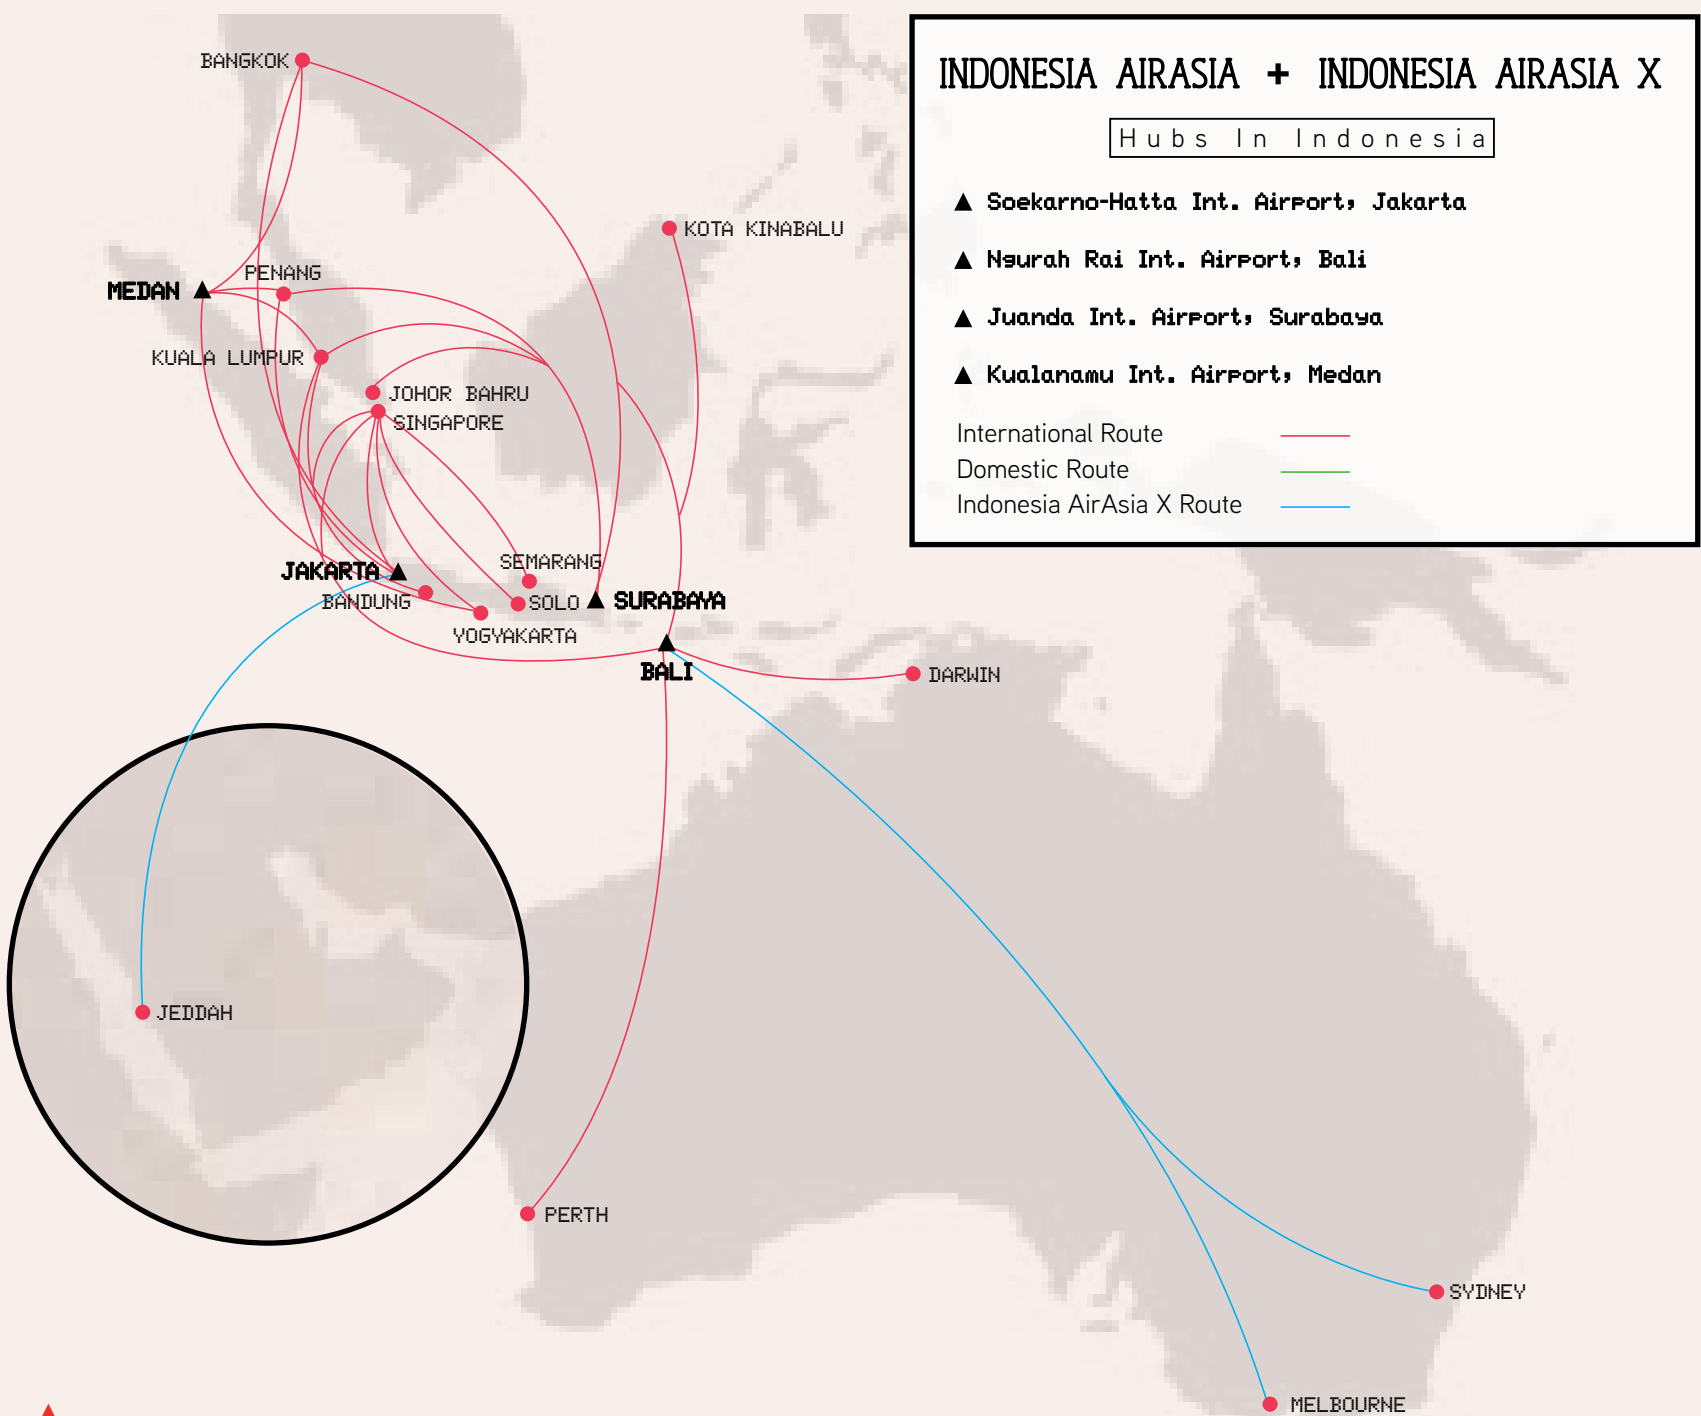 INDONESIA AIRASIA + INDONESIA AIRASIA X
Hubs In Indonesia
Soekarno-Hatta Int. Airport, Jakarta
Ngurah Rai Int. Airport, Bali
Juanda Int. Airport, Surabaya
Kualanamu Int. Airport, Medan
International Route
Domestic Route
Indonesia AirAsia X Route
BANGKOK
KOTA KINABALU
PENANG
MEDAN
KUALA LUMPUR
JOHOR BAHRU
SINGAPORE
SEMARANG
JAKARTA
BANDUNG
SOLO
SURABAYA
YOGYAKARTA
BALI
DARWIN
JEDDAH
PERTH
SYDNEY
MELBOURNE